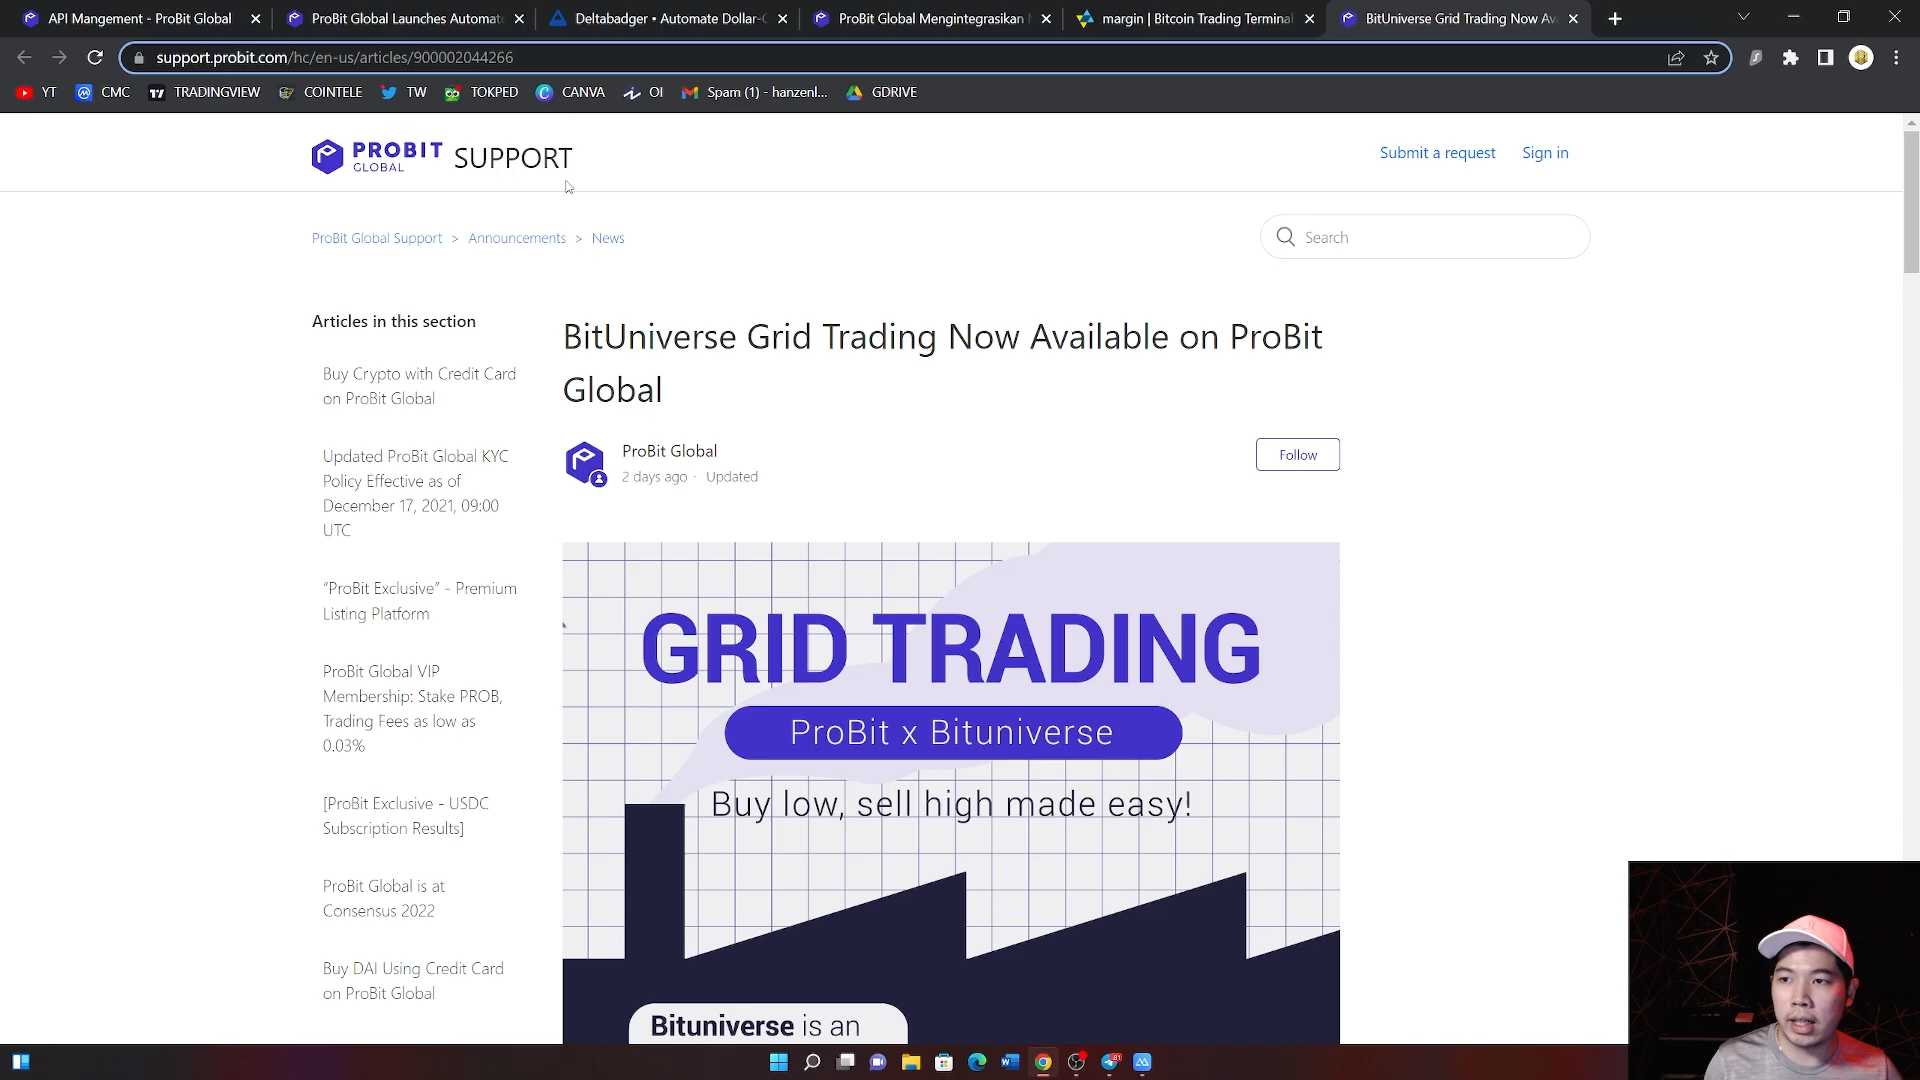 API Mangement - ProBit Global
ProBit Global Launches Automate
Deltabadger • Automate Dollar-C
ProBit Global Mengintegrasikan
margin | Bitcoin Trading Terminal
BitUniverse Grid Trading Now Av
support.probit.com/hc/en-us/articles/900002044266
YT
CMC
TRADINGVIEW
COINTELE
TW
TOKPED
CANVA
OI
Spam (1) - hanzenl...
GDRIVE
PROBIT
GLOBAL
SUPPORT
Submit a request
Sign in
ProBit Global Support > Announcements > News
Search
Articles in this section
Buy Crypto with Credit Card
on ProBit Global
Updated ProBit Global KYC
Policy Effective as of
December 17, 2021, 09:00
UTC
“ProBit Exclusive” - Premium
Listing Platform
ProBit Global VIP
Membership: Stake PROB,
Trading Fees as low as
0.03%
[ProBit Exclusive - USDC
Subscription Results]
ProBit Global is at
Consensus 2022
Buy DAI Using Credit Card
on ProBit Global
BitUniverse Grid Trading Now Available on ProBit
Global
ProBit Global
2 days ago · Updated
Follow
GRID TRADING
ProBit x Bituniverse
Buy low, sell high made easy!
Bituniverse is an